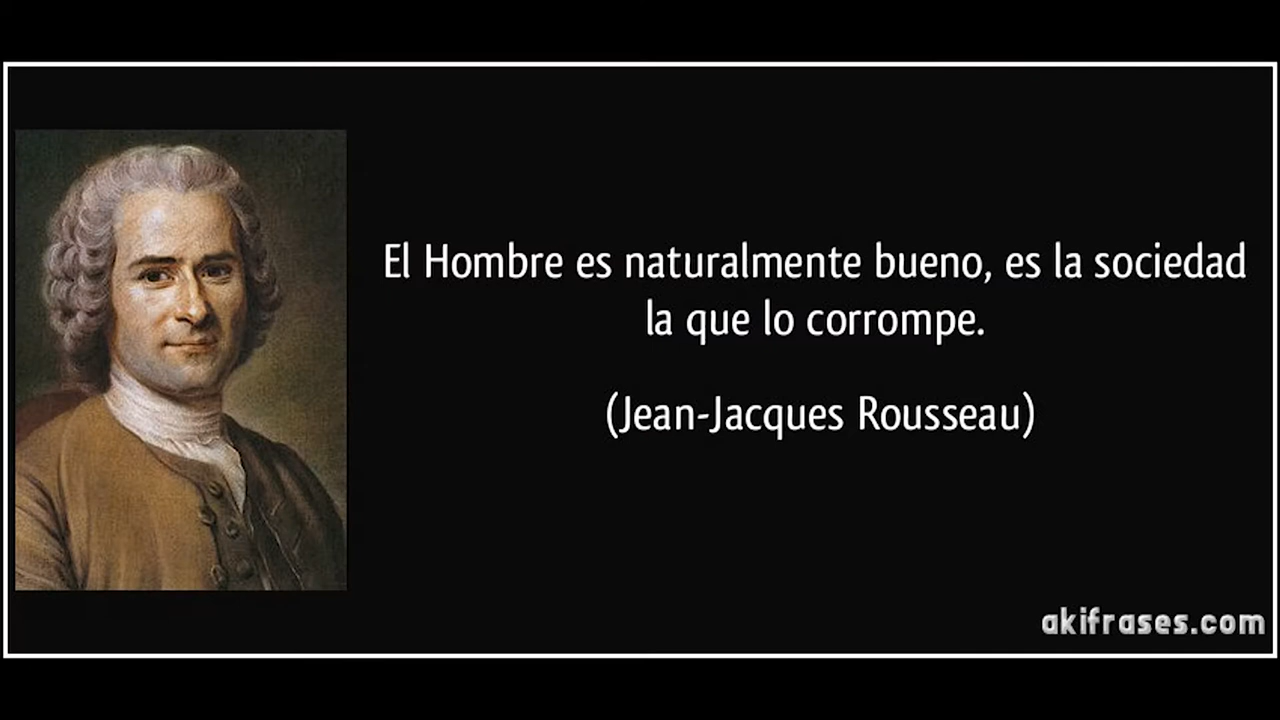 El Hombre es naturalmente bueno, es la sociedad
la que lo corrompe.
(Jean-Jacques Rousseau)
akifrases.com